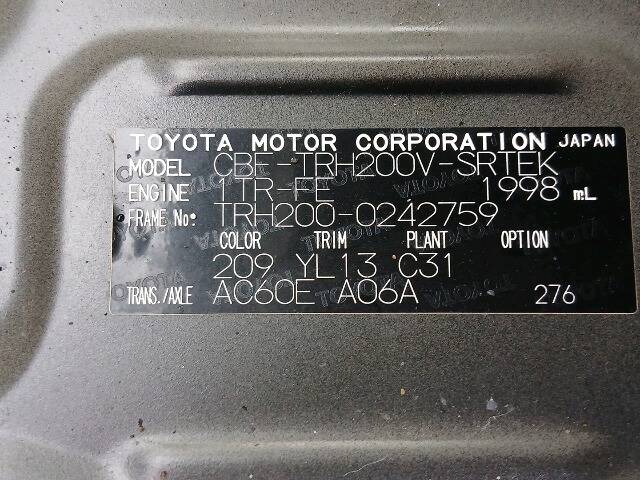 TOYOTA MOTOR CORPORATION JAPAN
MODEL CBF-TRH200V-SRTEK
ENGINE 1TR-FE 1998 mL
FRAME No: TRH200-0242759
COLOR TRIM PLANT OPTION
209 YL13 C31
TRANS./AXLE AC60E A06A 276